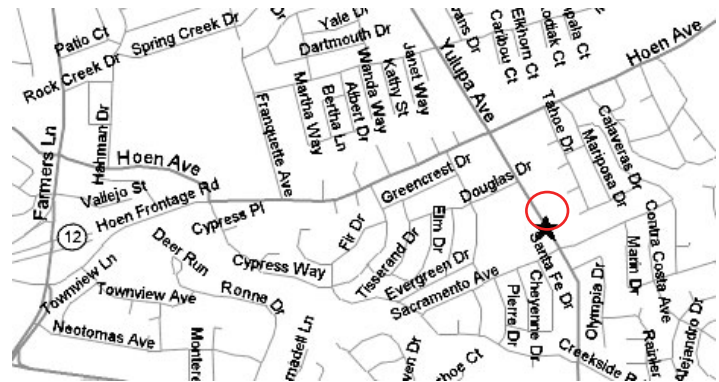 Patio Ct
Spring Creek Dr
Rock Creek Dr
Yale Dr
Dartmouth Dr
Yulupa Ave
Caribou Ct
Elkhorn Ct
Hoen Ave
Farmers Ln
Hahman Dr
Franquette Ave
Martha Way
Bertha Ln
Albert Dr
Wanda Way
Kathy St
Janet Way
Tahoe Dr
Mariposa Dr
Calaveras Dr
Hoen Ave
Vallejo St
Hoen Frontage Rd
Cypress Pl
Greencrest Dr
Douglas Dr
12
Deer Run
Cypress Way
Fir Dr
Tisserand Dr
Elm Dr
Evergreen Dr
Sacramento Ave
Santa Fe Dr
Cheyenne Dr
Pierre Dr
Olympia Dr
Marin Dr
Contra Costa Ave
Townview Ln
Townview Ave
Ronne Dr
Neotomas Ave
Creekside